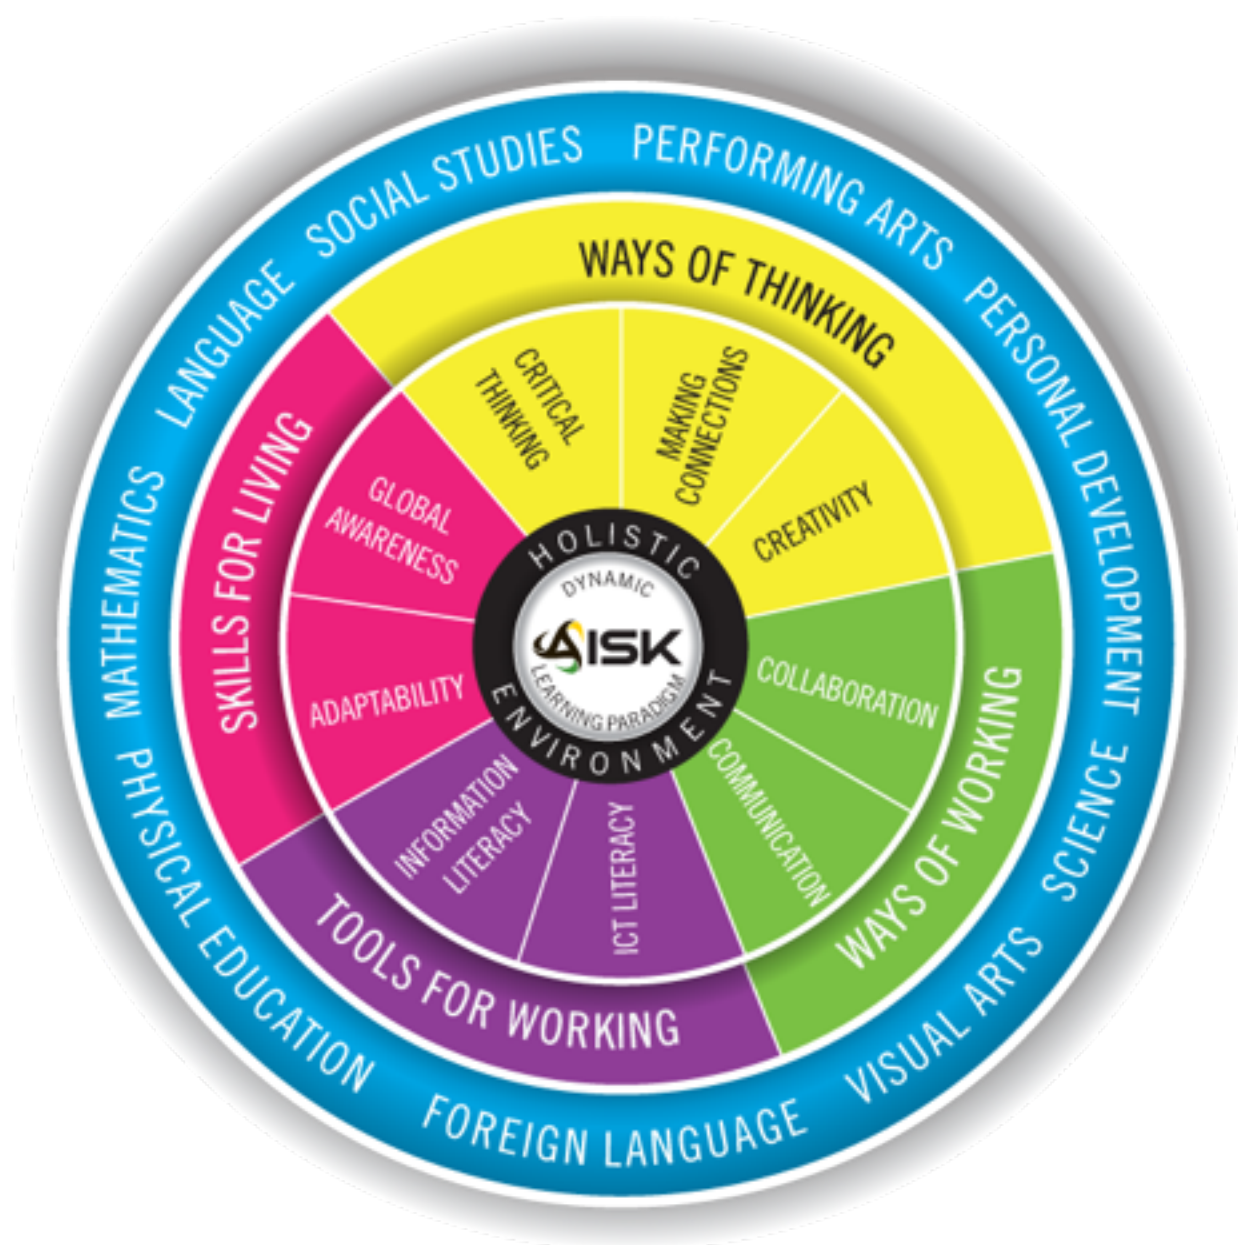 SOCIAL STUDIES
PERFORMING ARTS
PERSONAL DEVELOPMENT
SCIENCE
VISUAL ARTS
FOREIGN LANGUAGE
PHYSICAL EDUCATION
MATHEMATICS
LANGUAGE
WAYS OF THINKING
WAYS OF WORKING
TOOLS FOR WORKING
SKILLS FOR LIVING
CRITICAL
THINKING
MAKING
CONNECTIONS
CREATIVITY
COLLABORATION
COMMUNICATION
ICT LITERACY
INFORMATION
LITERACY
ADAPTABILITY
GLOBAL
AWARENESS
HOLISTIC
ENVIRONMENT
DYNAMIC
AISK
LEARNING PARADIGM